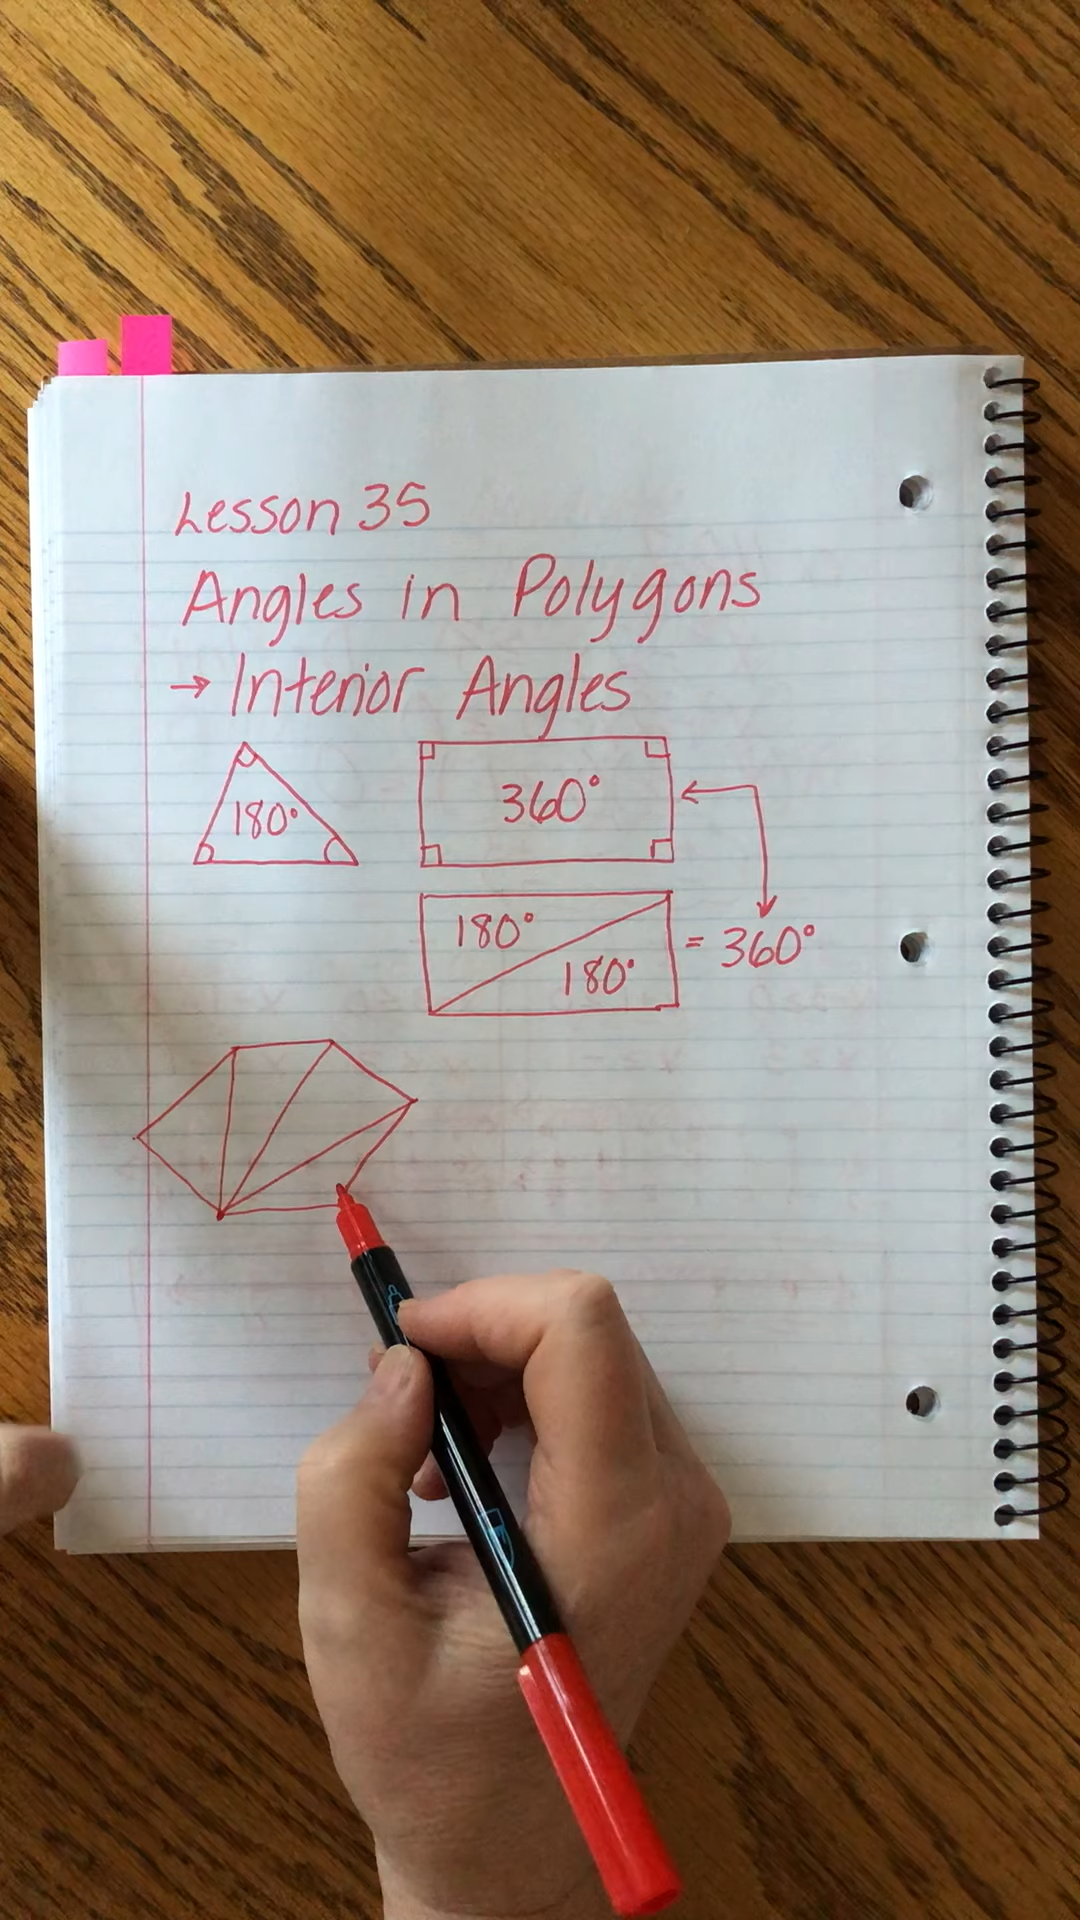 Lesson 35
Angles in Polygons
→ Interior Angles
180°
360°
180°
180°
= 360°